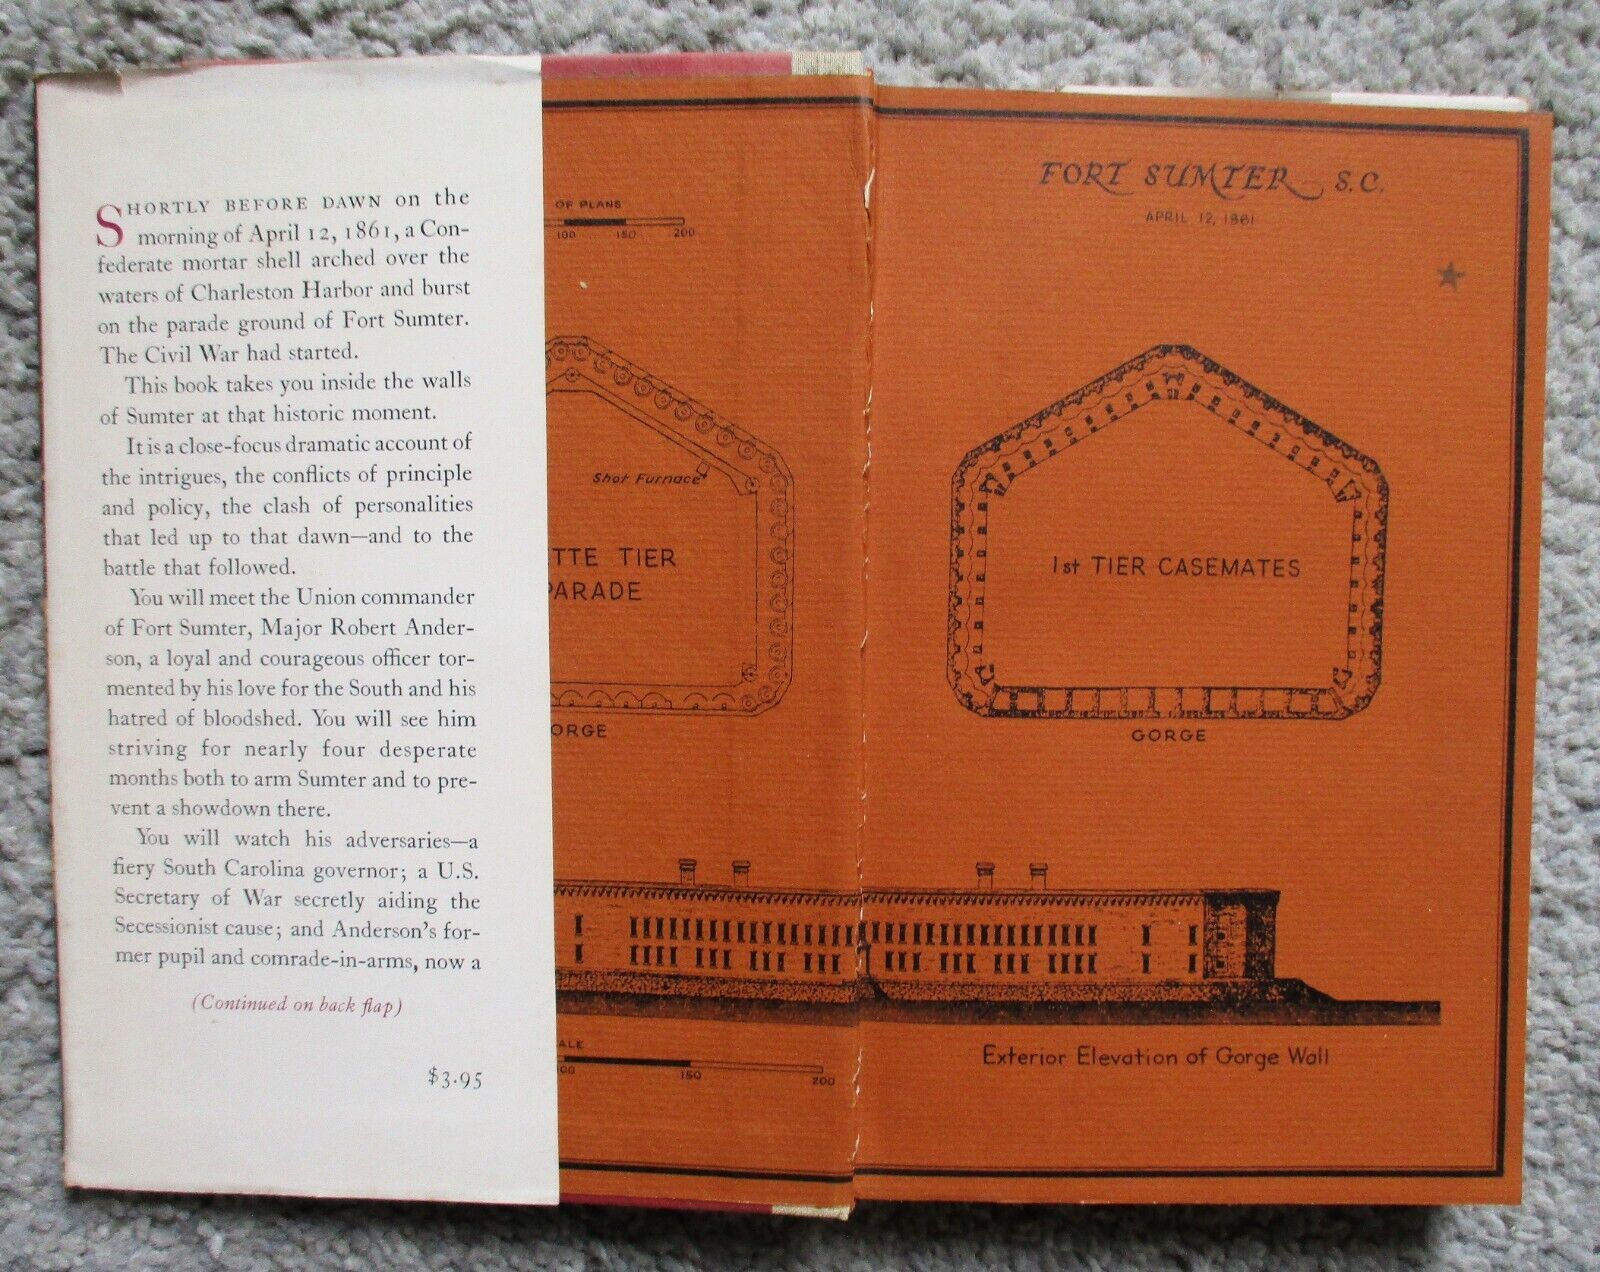 SHORTLY BEFORE DAWN on the
morning of April 12, 1861, a Con-
federate mortar shell arched over the
waters of Charleston Harbor and burst
on the parade ground of Fort Sumter.
The Civil War had started.
This book takes you inside the walls
of Sumter at that historic moment.
It is a close-focus dramatic account of
the intrigues, the conflicts of principle
and policy, the clash of personalities
that led up to that dawn—and to the
battle that followed.
You will meet the Union commander
of Fort Sumter, Major Robert Ander-
son, a loyal and courageous officer tor-
mented by his love for the South and his
hatred of bloodshed. You will see him
striving for nearly four desperate
months both to arm Sumter and to pre-
vent a showdown there.
You will watch his adversaries—a
fiery South Carolina governor; a U.S.
Secretary of War secretly aiding the
Secessionist cause; and Anderson's for-
mer pupil and comrade-in-arms, now a
(Continued on back flap)
$3.95
OF PLANS
100 150 200
Shot Furnace
ETTE TIER
PARADE
ORGE
ALE
00 150 200
FORT SUMTER S.C.
APRIL 12, 1861
1st TIER CASEMATES
GORGE
Exterior Elevation of Gorge Wall